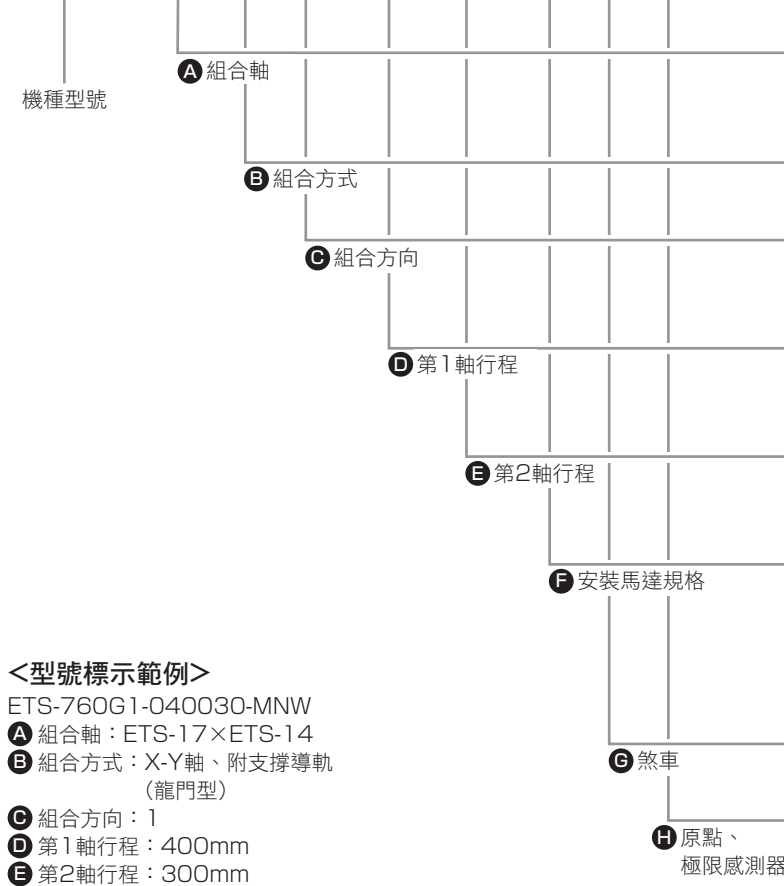 A 組合軸
機種型號
B 組合方式
C 組合方向
D 第1軸行程
E 第2軸行程
F 安裝馬達規格
G 煞車
H 原點、
極限感測器
<型號標示範例>
ETS-760G1-040030-MNW
A 組合軸：ETS-17×ETS-14
B 組合方式：X-Y軸、附支撐導軌
（龍門型）
C 組合方向：1
D 第1軸行程：400mm
E 第2軸行程：300mm